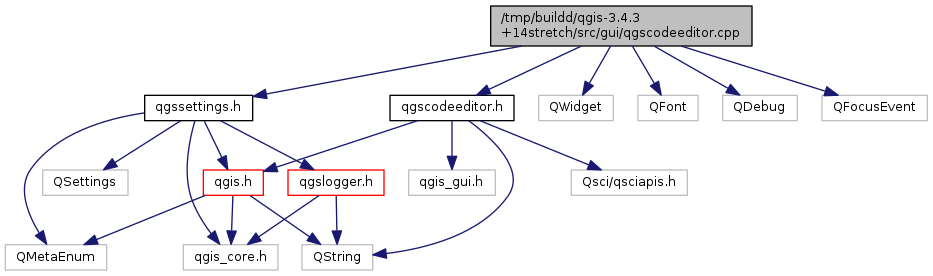 /tmp/buildd/qgis-3.4.3
+14stretch/src/gui/qgscodeeditor.cpp
qgssettings.h
qgscodeeditor.h
QWidget
QFont
QDebug
QFocusEvent
QSettings
qgis.h
qgslogger.h
qgis_gui.h
Qsci/qsciapis.h
QMetaEnum
qgis_core.h
QString